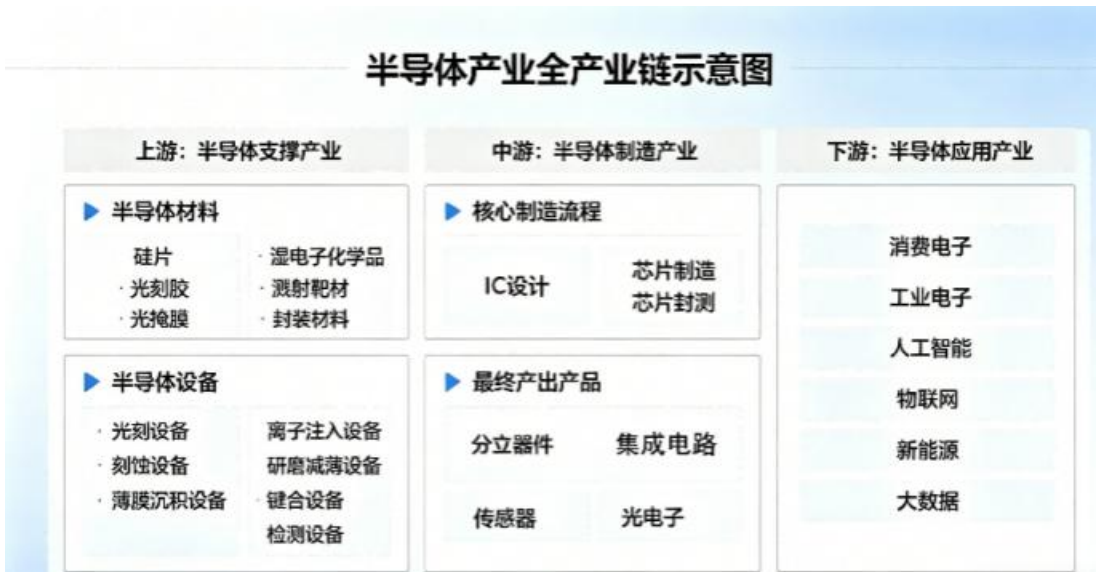 半导体产业全产业链示意图
上游：半导体支撑产业
半导体材料
硅片
· 光刻胶
· 光掩膜
· 湿电子化学品
· 溅射靶材
· 封装材料
半导体设备
· 光刻设备
· 刻蚀设备
· 薄膜沉积设备
离子注入设备
研磨减薄设备
· 键合设备
检测设备
中游：半导体制造产业
核心制造流程
IC设计
芯片制造
芯片封测
最终产出产品
分立器件
集成电路
传感器
光电子
下游：半导体应用产业
消费电子
工业电子
人工智能
物联网
新能源
大数据